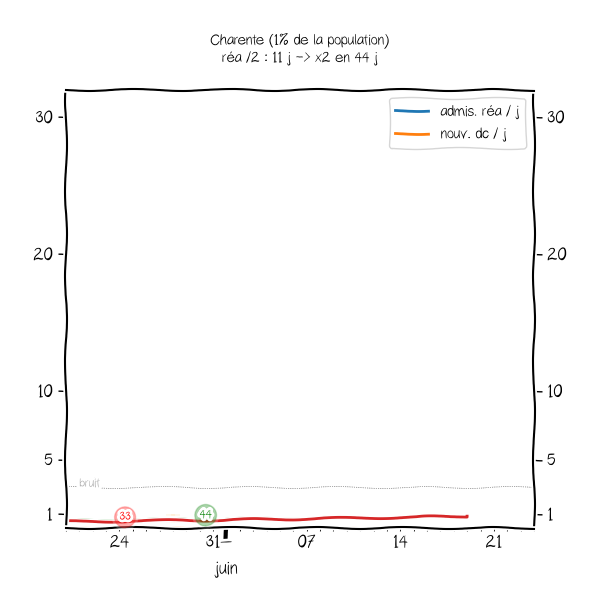 Charente (1% de la population)
réa /2 : 11 j -> x2 en 44 j
admis. réa / j
nouv. dc / j
30
30
20
20
10
10
5
5
bruit
33
44
1
1
24
31
07
14
21
juin